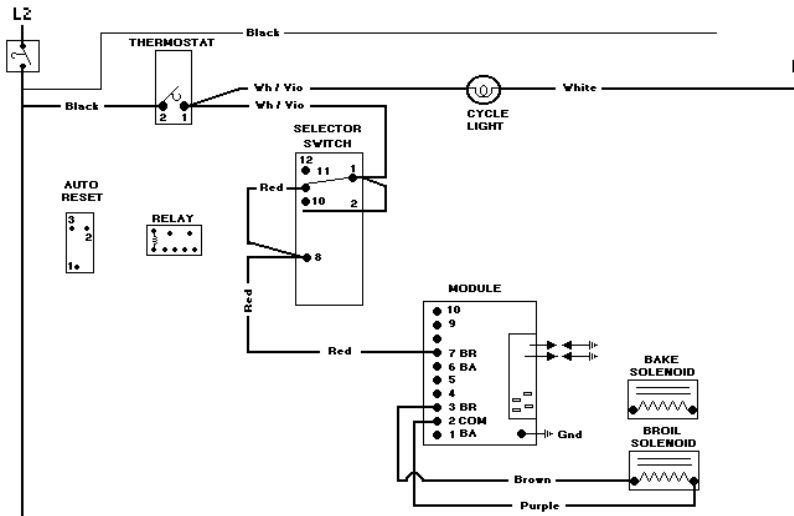 L2
Black
THERMOSTAT
Wh / Vio
White
Black
2 1
Wh / Vio
CYCLE
LIGHT
SELECTOR
SWITCH
12
11
1
Red
10
2
8
AUTO
RESET
3
2
1
RELAY
Red
Red
MODULE
10
9
7 BR
6 BA
5
4
3 BR
2 COM
1 BA
Gnd
BAKE
SOLENOID
BROIL
SOLENOID
Brown
Purple